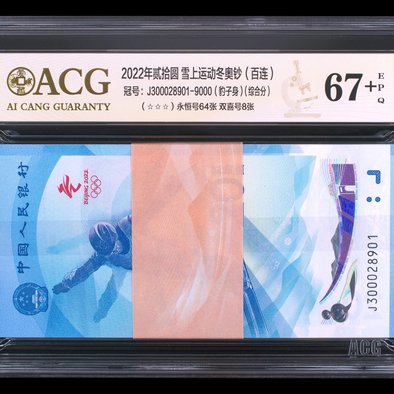 ACG
AI CANG GUARANTY
2022年贰拾圆 雪上运动冬奥钞（百连）
冠号：J300028901-9000（豹子身）（综合分）
（☆☆☆）永恒号64张 双喜号8张
67+
EPQ
中国人民银行
Beijing 2022
J300028901
ACG